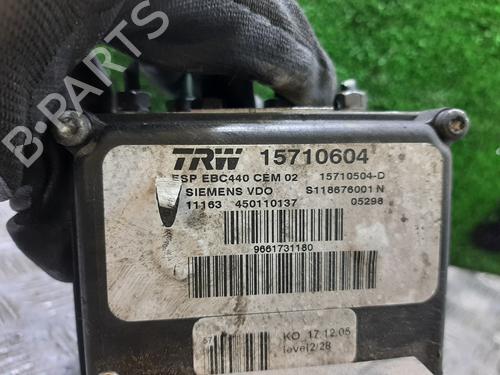 B-PARTS
TRW 15710604
ESP EBC440 CEM 02 15710504-D
SIEMENS VDO S118676001 N
11163 450110137 05298
9661731180
KO 17.12.05
level2/28